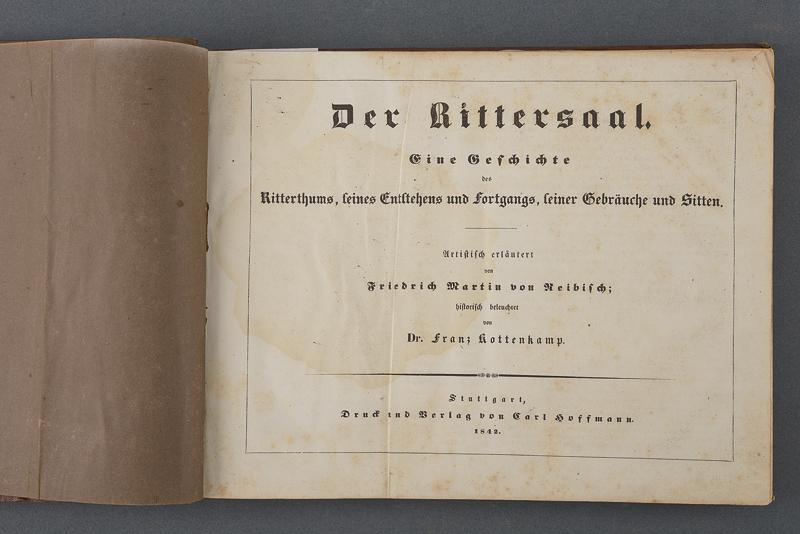 Der Rittersaal.
Eine Geschichte
des
Ritterthums, seines Entstehens und Fortgangs, seiner Gebräuche und Sitten.
Artistisch erläutert
von
Friedrich Martin von Reibisch;
historisch beleuchtet
von
Dr. Franz Kottenkamp.
Stuttgart,
Druck und Verlag von Carl Hoffmann.
1842.